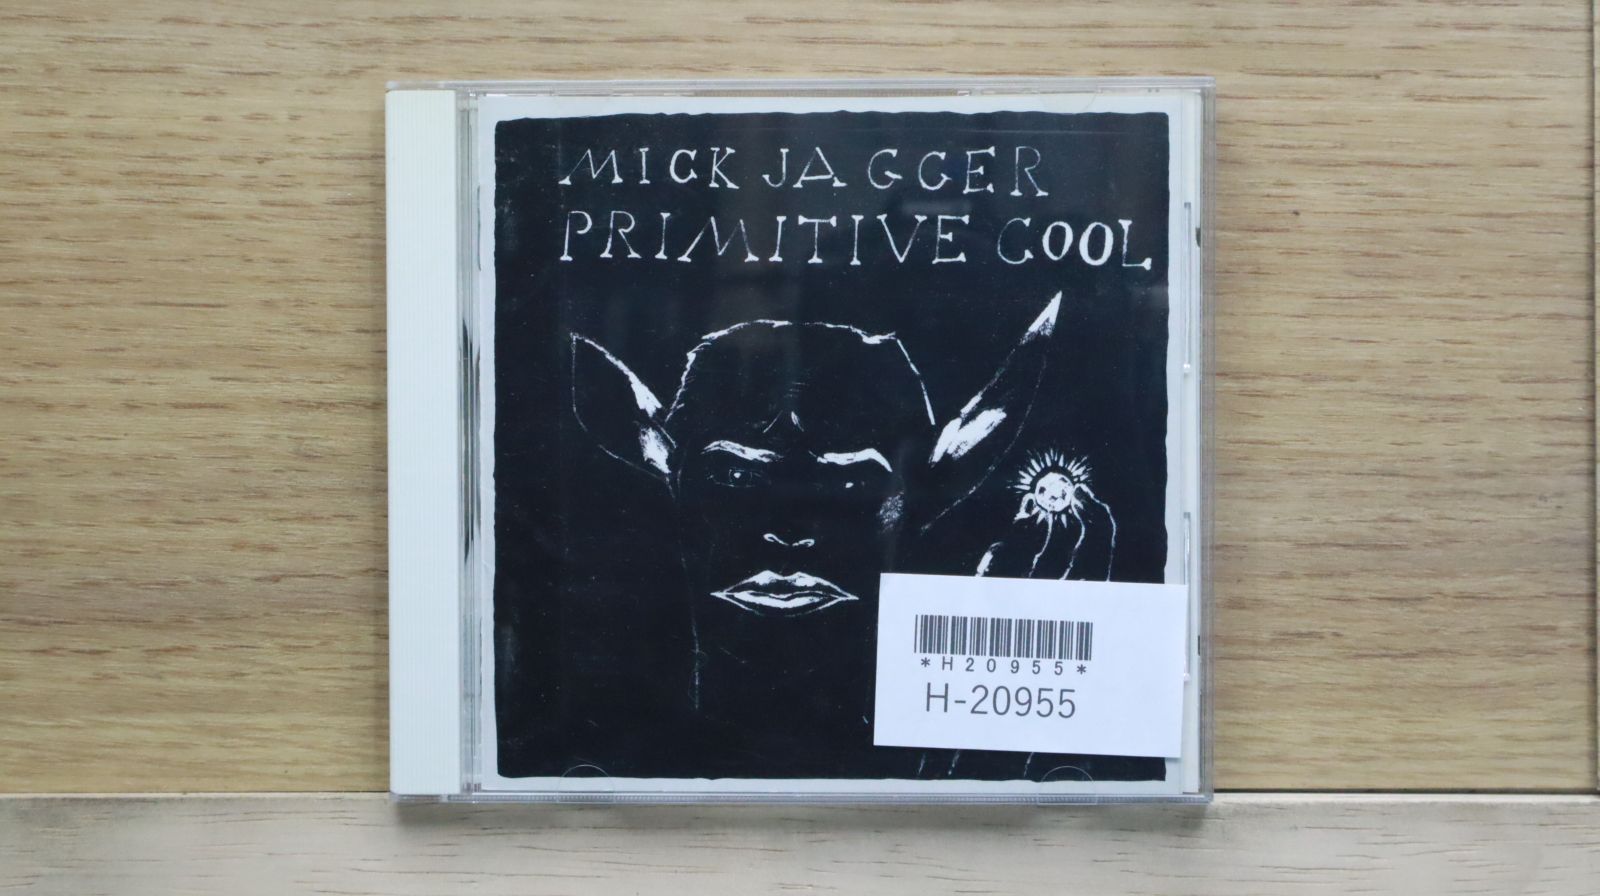 MICK JAGGER
PRIMITIVE COOL
*H20955*
H-20955